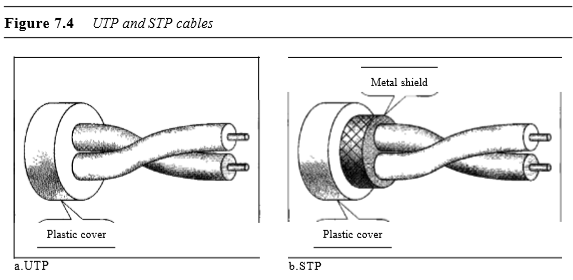 Figure 7.4 UTP and STP cables
Metal shield
Plastic cover
Plastic cover
a.UTP
b.STP